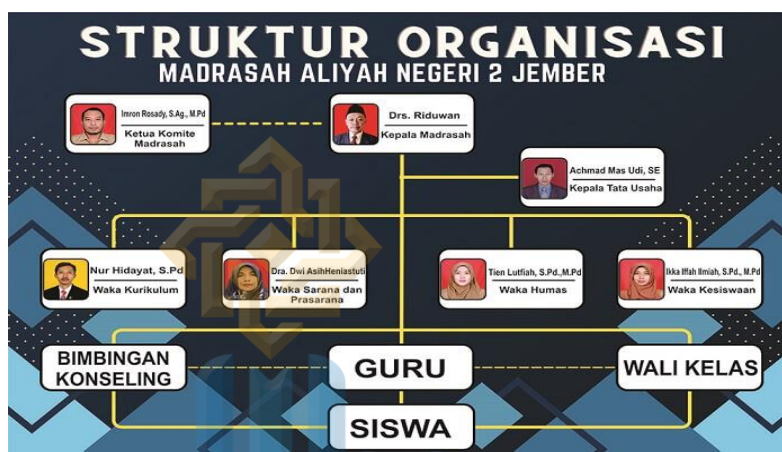 STRUKTUR ORGANISASI
MADRASAH ALIYAH NEGERI 2 JEMBER
Imron Rosady, S.Ag., M.Pd
Ketua Komite
Madrasah
Drs. Riduwan
Kepala Madrasah
Achmad Mas Udi, SE
Kepala Tata Usaha
Nur Hidayat, S.Pd
Waka Kurikulum
Dra. Dwi AsihHeniastuti
Waka Sarana dan
Prasarana
Tien Lutfiah, S.Pd.,M.Pd
Waka Humas
Ikka Iffah Ilmiah, S.Pd., M.Pd
Waka Kesiswaan
BIMBINGAN
KONSELING
GURU
WALI KELAS
SISWA